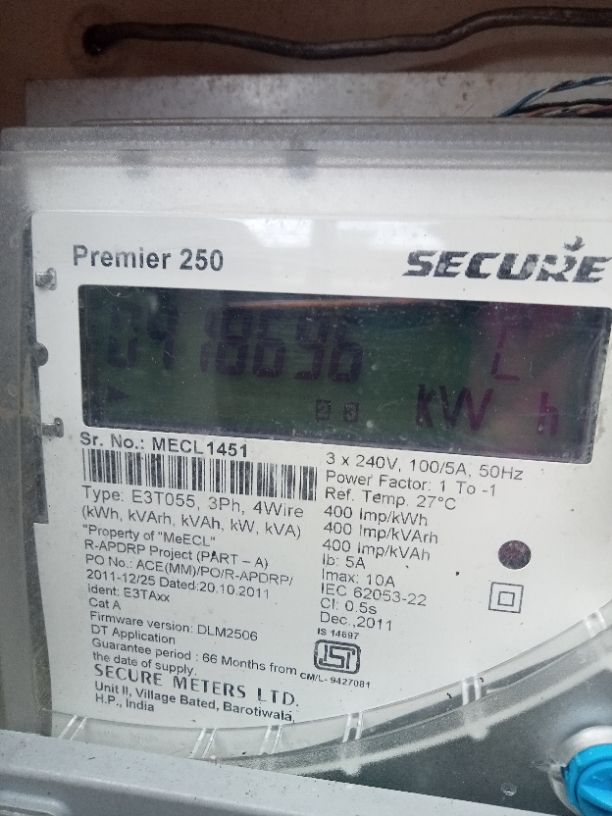 Premier 250
SECURE
0418696
C
kW h
Sr. No.: MECL1451
Type: E3T055, 3Ph, 4Wire
(kWh, kVArh, kVAh, kW, kVA)
"Property of "MeECL"
R-APDRP Project (PART – A)
PO No.: ACE(MM)/PO/R-APDRP/
2011-12/25 Dated:20.10.2011
Ident: E3TAxx
Cat A
Firmware version: DLM2506
DT Application
Guarantee period : 66 Months from
the date of supply.
SECURE METERS LTD.
Unit II, Village Bated, Barotiwala,
H.P., India
3 x 240V, 100/5A, 50Hz
Power Factor: 1 To -1
Ref. Temp. 27°C
400 Imp/kWh
400 Imp/kVArh
400 Imp/kVAh
Ib: 5A
Imax: 10A
IEC 62053-22
Cl: 0.5s
Dec.,2011
IS 14697
ISI
CM/L- 9427081